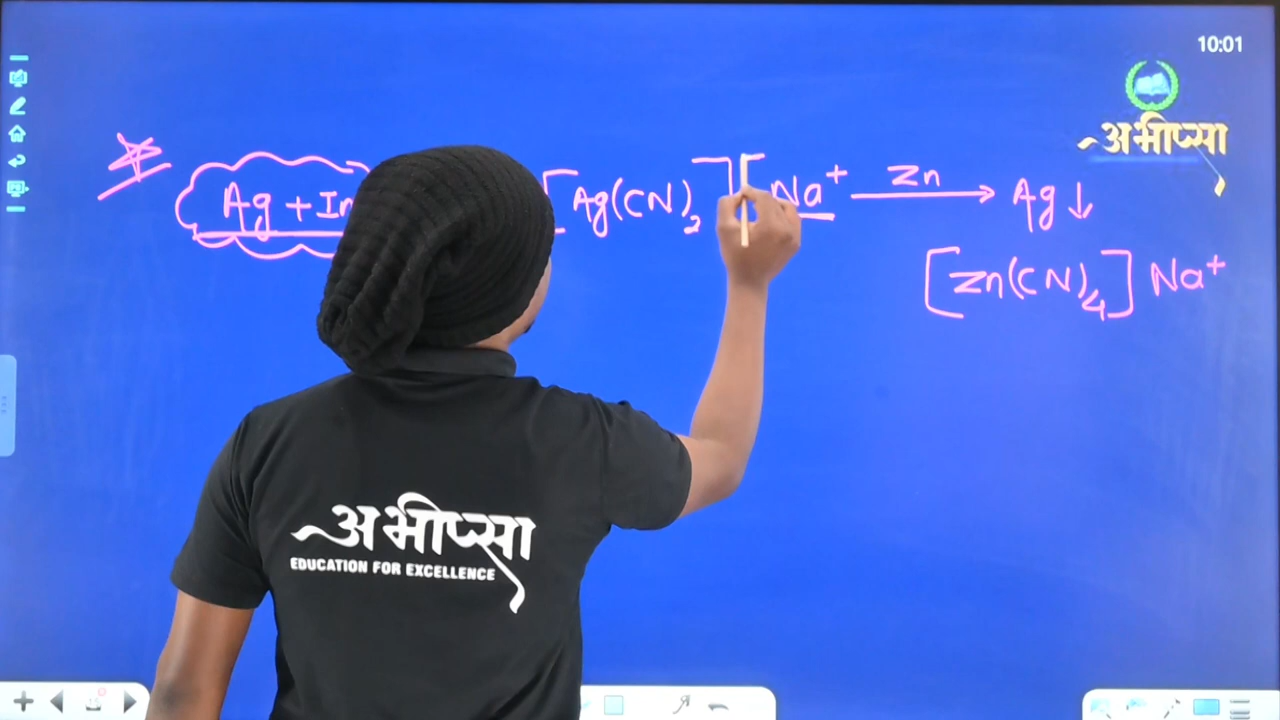 10:01
अभीप्सा
Ag + In
[Ag(CN)₂] Na⁺ Zn → Ag ↓
[Zn(CN)₄] Na⁺
अभीप्सा
EDUCATION FOR EXCELLENCE